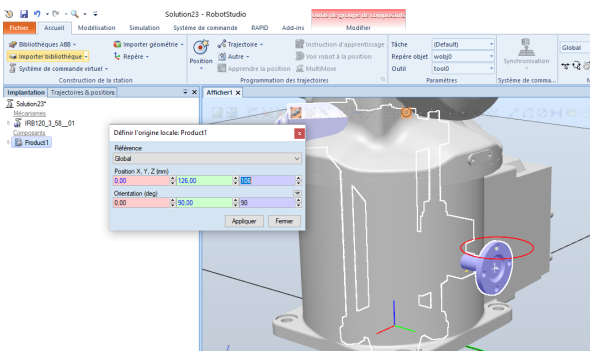 Solution23 - RobotStudio
Outils de groupe de composants
Fichier Accueil Modélisation Simulation Système de commande RAPID Add-ins Modifier
Bibliothèques ABB Importer géométrie Trajectoire Instruction d'apprentissage Tâche (Default) Global
Importer bibliothèque Repère Position Autre Voir robot à la position Repère objet wobj0 Synchronisation
Système de commande virtuel Apprendre la position MultiMove Outil tool0
Construction de la station Programmation des trajectoires Paramètres Système de comma...
Implantation Trajectoires & positions Afficher1 X
Solution23*
Mécanismes
IRB120_3_58__01
Composants
Product1
Définir l'origine locale: Product1 x
Référence
Global
Position X, Y, Z (mm)
0,00 126,00 106
Orientation (deg)
0,00 90,00 90
Appliquer Fermer
Z